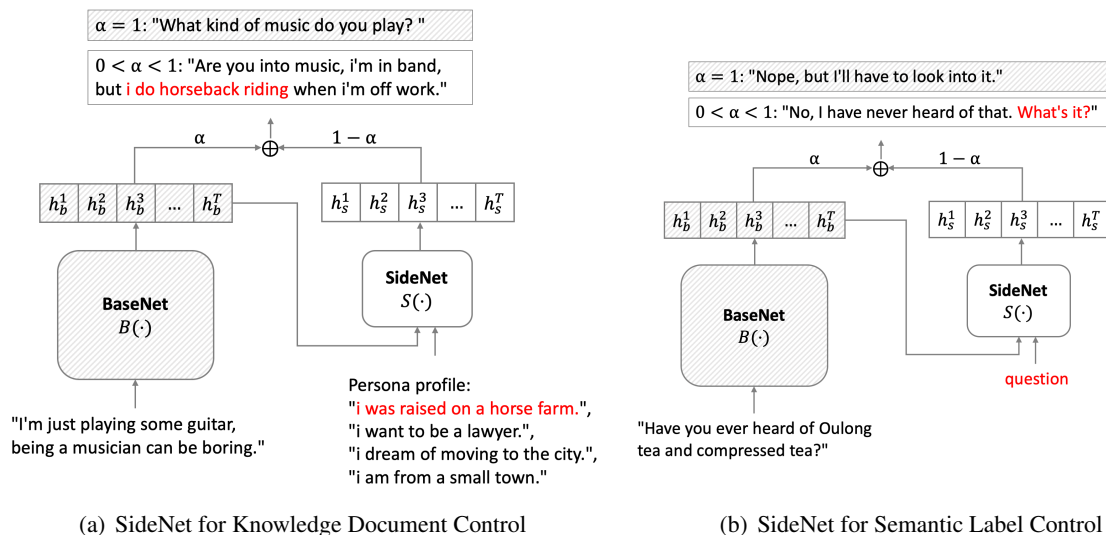 α = 1: "What kind of music do you play? "
0 < α < 1: "Are you into music, i'm in band,
but i do horseback riding when i'm off work."
α
1 − α
h_b^1 h_b^2 h_b^3 ... h_b^T
h_s^1 h_s^2 h_s^3 ... h_s^T
BaseNet
B(·)
SideNet
S(·)
"I'm just playing some guitar,
being a musician can be boring."
Persona profile:
"i was raised on a horse farm.",
"i want to be a lawyer.",
"i dream of moving to the city.",
"i am from a small town."
(a) SideNet for Knowledge Document Control
α = 1: "Nope, but I'll have to look into it."
0 < α < 1: "No, I have never heard of that. What's it?"
α
1 − α
h_b^1 h_b^2 h_b^3 ... h_b^T
h_s^1 h_s^2 h_s^3 ... h_s^T
BaseNet
B(·)
SideNet
S(·)
question
"Have you ever heard of Oulong
tea and compressed tea?"
(b) SideNet for Semantic Label Control